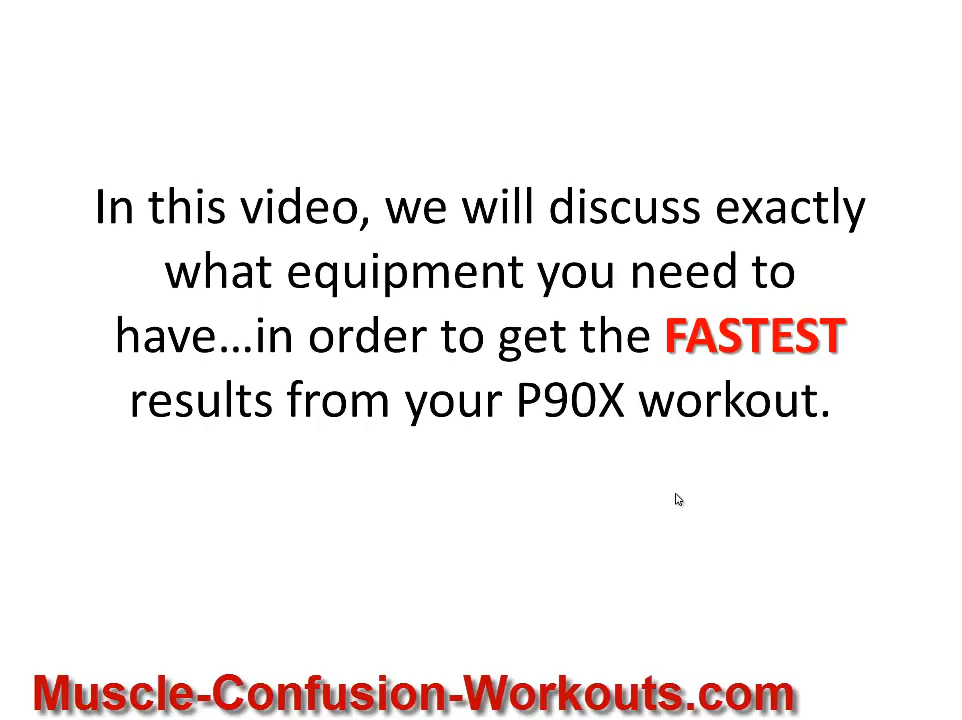 In this video, we will discuss exactly
what equipment you need to
have…in order to get the FASTEST
results from your P90X workout.
Muscle-Confusion-Workouts.com